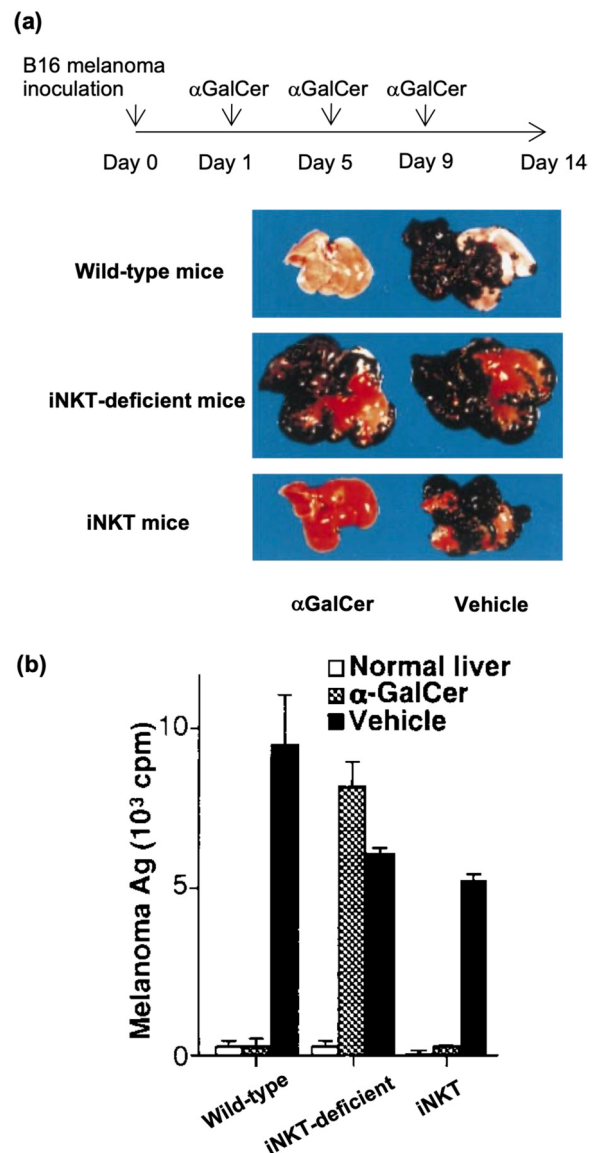 (a)
B16 melanoma
inoculation
αGalCer
αGalCer
αGalCer
Day 0
Day 1
Day 5
Day 9
Day 14
Wild-type mice
iNKT-deficient mice
iNKT mice
αGalCer
Vehicle
(b)
Normal liver
α-GalCer
Vehicle
Melanoma Ag (10³ cpm)
10
5
0
Wild-type
iNKT-deficient
iNKT